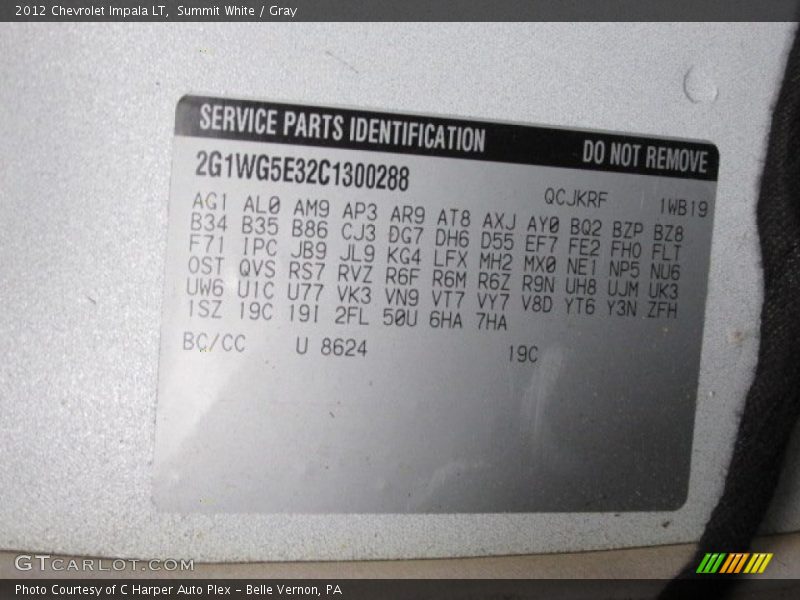 2012 Chevrolet Impala LT, Summit White / Gray
SERVICE PARTS IDENTIFICATION DO NOT REMOVE
2G1WG5E32C1300288
QCJKRF 1WB19
AG1 AL0 AM9 AP3 AR9 AT8 AXJ AY0 BQ2 BZP BZ8
B34 B35 B86 CJ3 DG7 DH6 D55 EF7 FE2 FHO FLT
F71 IPC JB9 JL9 KG4 LFX MH2 MX0 NE1 NP5 NU6
OST QVS RS7 RVZ R6F R6M R6Z R9N UH8 UJM UK3
UW6 U1C U77 VK3 VN9 VT7 VY7 V8D YT6 Y3N ZFH
1SZ 19C 19I 2FL 50U 6HA 7HA
BC/CC U 8624 19C
GTCARLOT.COM
Photo Courtesy of C Harper Auto Plex - Belle Vernon, PA